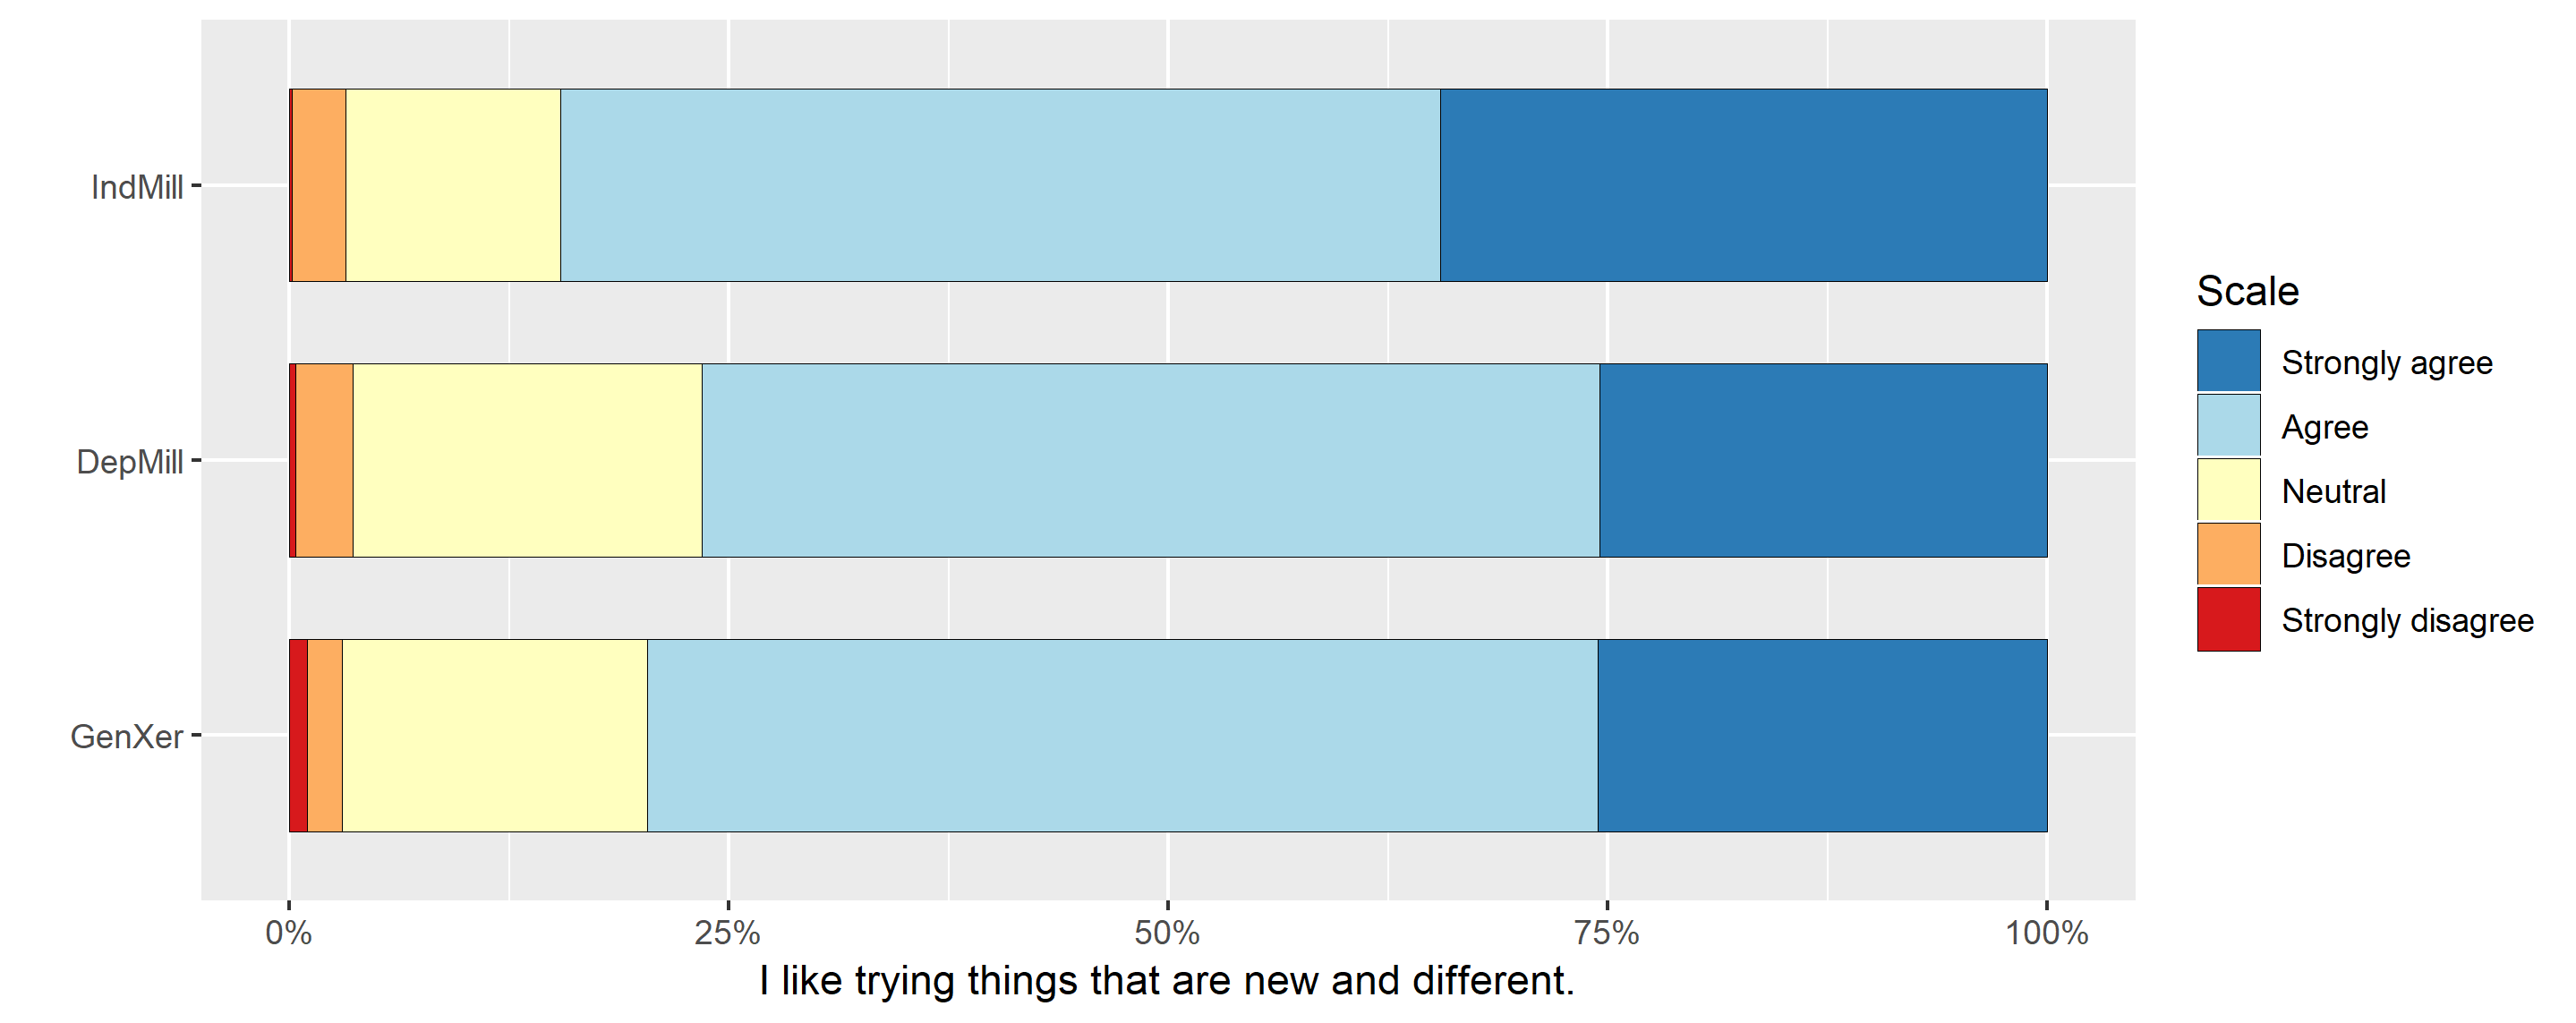 IndMill
DepMill
GenXer
0% 25% 50% 75% 100%
I like trying things that are new and different.
Scale
Strongly agree
Agree
Neutral
Disagree
Strongly disagree